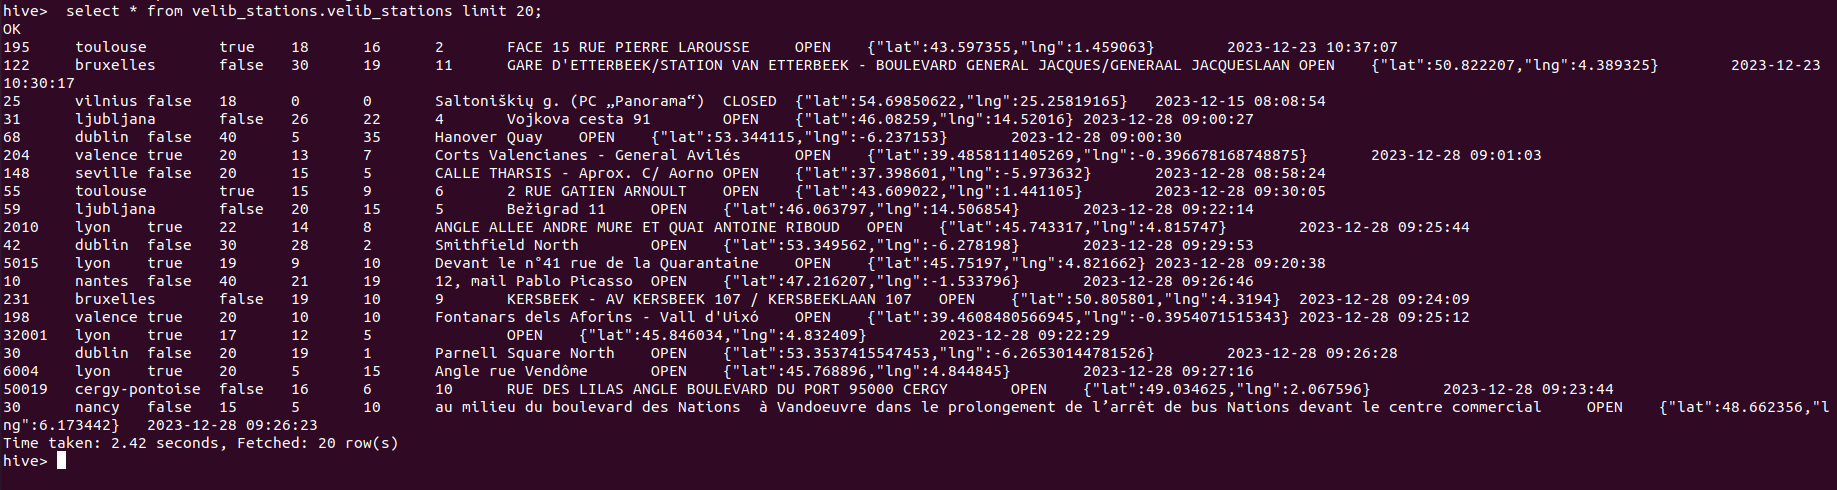 hive>  select * from velib_stations.velib_stations limit 20;
OK
195	toulouse	true	18	16	2	FACE 15 RUE PIERRE LAROUSSE	OPEN	{"lat":43.597355,"lng":1.459063}	2023-12-23 10:37:07
122	bruxelles	false	30	19	11	GARE D'ETTERBEEK/STATION VAN ETTERBEEK - BOULEVARD GENERAL JACQUES/GENERAAL JACQUESLAAN	OPEN	{"lat":50.822207,"lng":4.389325}	2023-12-23
10:30:17
25	vilnius	false	18	0	0	Saltoniškių g. (PC „Panorama“)	CLOSED	{"lat":54.69850622,"lng":25.25819165}	2023-12-15 08:08:54
31	ljubljana	false	26	22	4	Vojkova cesta 91	OPEN	{"lat":46.08259,"lng":14.52016}	2023-12-28 09:00:27
68	dublin	false	40	5	35	Hanover Quay	OPEN	{"lat":53.344115,"lng":-6.237153}	2023-12-28 09:00:30
204	valence	true	20	13	7	Corts Valencianes - General Avilés	OPEN	{"lat":39.4858111405269,"lng":-0.396678168748875}	2023-12-28 09:01:03
148	seville	false	20	15	5	CALLE THARSIS - Aprox. C/ Aorno	OPEN	{"lat":37.398601,"lng":-5.973632}	2023-12-28 08:58:24
55	toulouse	true	15	9	6	2 RUE GATIEN ARNOULT	OPEN	{"lat":43.609022,"lng":1.441105}	2023-12-28 09:30:05
59	ljubljana	false	20	15	5	Bežigrad 11	OPEN	{"lat":46.063797,"lng":14.506854}	2023-12-28 09:22:14
2010	lyon	true	22	14	8	ANGLE ALLEE ANDRE MURE ET QUAI ANTOINE RIBOUD	OPEN	{"lat":45.743317,"lng":4.815747}	2023-12-28 09:25:44
42	dublin	false	30	28	2	Smithfield North	OPEN	{"lat":53.349562,"lng":-6.278198}	2023-12-28 09:29:53
5015	lyon	true	19	9	10	Devant le n°41 rue de la Quarantaine	OPEN	{"lat":45.75197,"lng":4.821662}	2023-12-28 09:20:38
10	nantes	false	40	21	19	12, mail Pablo Picasso	OPEN	{"lat":47.216207,"lng":-1.533796}	2023-12-28 09:26:46
231	bruxelles	false	19	10	9	KERSBEEK - AV KERSBEEK 107 / KERSBEEKLAAN 107	OPEN	{"lat":50.805801,"lng":4.3194}	2023-12-28 09:24:09
198	valence	true	20	10	10	Fontanars dels Aforins - Vall d'Uixó	OPEN	{"lat":39.4608480566945,"lng":-0.3954071515343}	2023-12-28 09:25:12
32001	lyon	true	17	12	5		OPEN	{"lat":45.846034,"lng":4.832409}	2023-12-28 09:22:29
30	dublin	false	20	19	1	Parnell Square North	OPEN	{"lat":53.3537415547453,"lng":-6.26530144781526}	2023-12-28 09:26:28
6004	lyon	true	20	5	15	Angle rue Vendôme	OPEN	{"lat":45.768896,"lng":4.844845}	2023-12-28 09:27:16
50019	cergy-pontoise	false	16	6	10	RUE DES LILAS ANGLE BOULEVARD DU PORT 95000 CERGY	OPEN	{"lat":49.034625,"lng":2.067596}	2023-12-28 09:23:44
30	nancy	false	15	5	10	au milieu du boulevard des Nations  à Vandoeuvre dans le prolongement de l’arrêt de bus Nations devant le centre commercial	OPEN	{"lat":48.662356,"l
ng":6.173442}	2023-12-28 09:26:23
Time taken: 2.42 seconds, Fetched: 20 row(s)
hive>